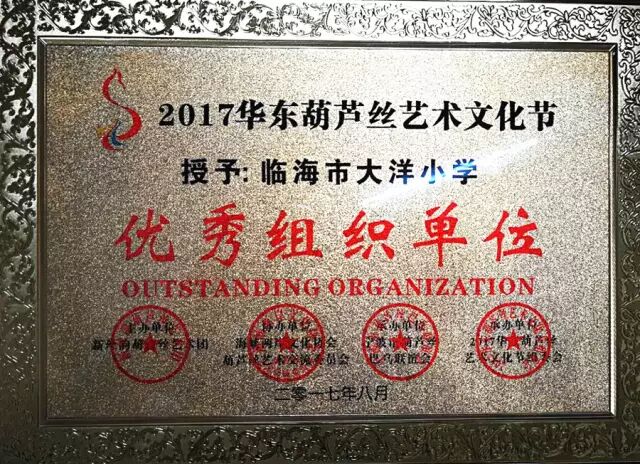 2017华东葫芦丝艺术文化节
授予: 临海市大洋小学
优秀组织单位
OUTSTANDING ORGANIZATION
主办单位 协办单位 承办单位 承办单位
二零一七年八月